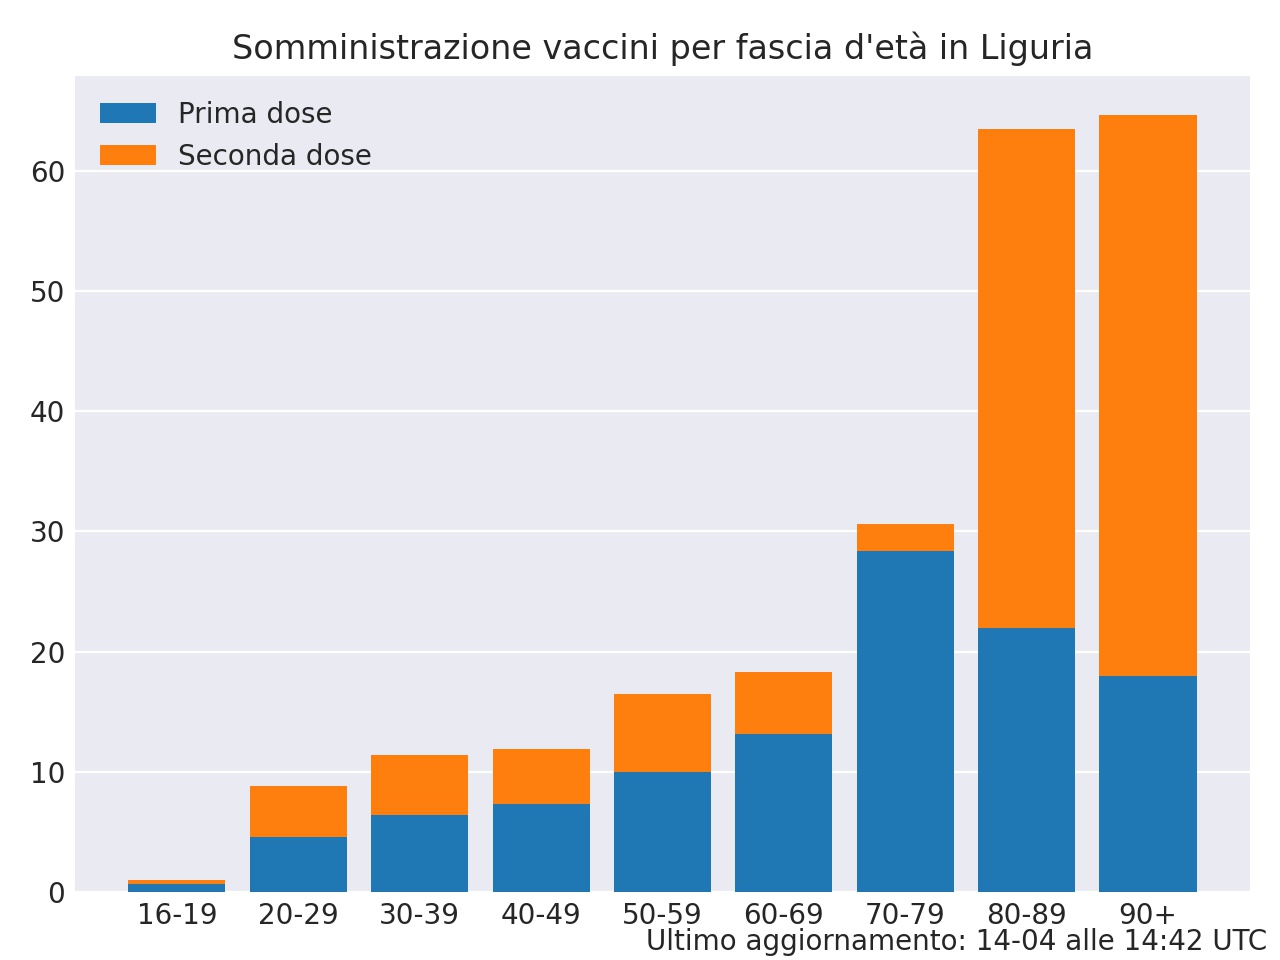 Somministrazione vaccini per fascia d'età in Liguria
Prima dose
Seconda dose
60
50
40
30
20
10
0
16-19 20-29 30-39 40-49 50-59 60-69 70-79 80-89 90+
Ultimo aggiornamento: 14-04 alle 14:42 UTC